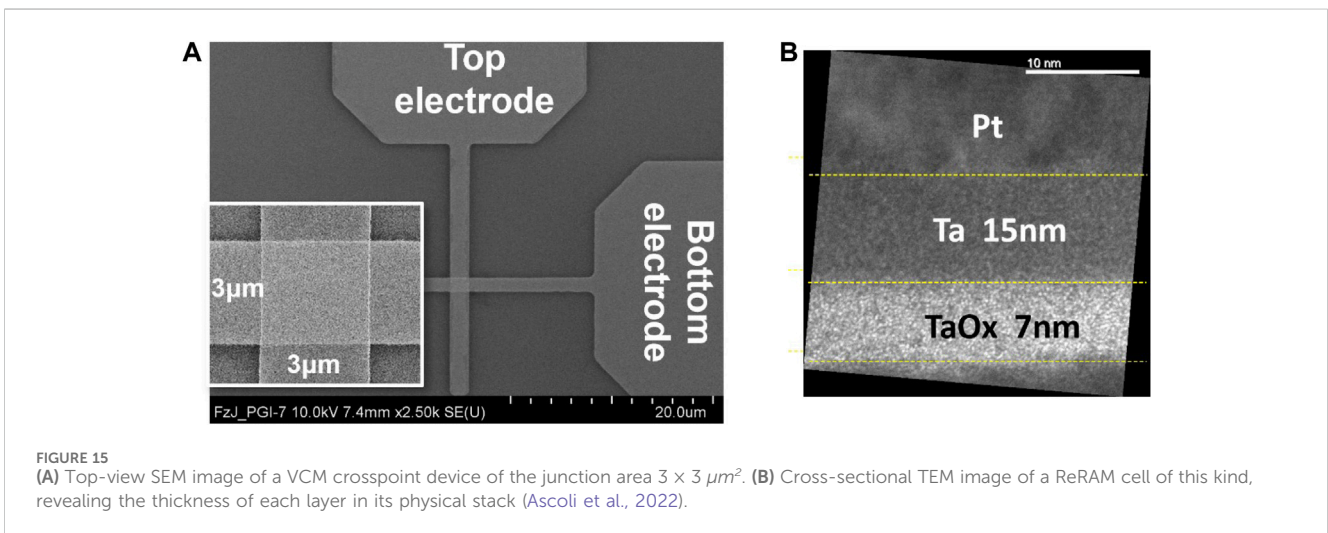 A
Top
electrode
Bottom
electrode
3μm
3μm
FzJ_PGI-7 10.0kV 7.4mm x2.50k SE(U)
20.0um
B
10 nm
Pt
Ta 15nm
TaOx 7nm
FIGURE 15
(A) Top-view SEM image of a VCM crosspoint device of the junction area 3 × 3 μm². (B) Cross-sectional TEM image of a ReRAM cell of this kind,
revealing the thickness of each layer in its physical stack (Ascoli et al., 2022).